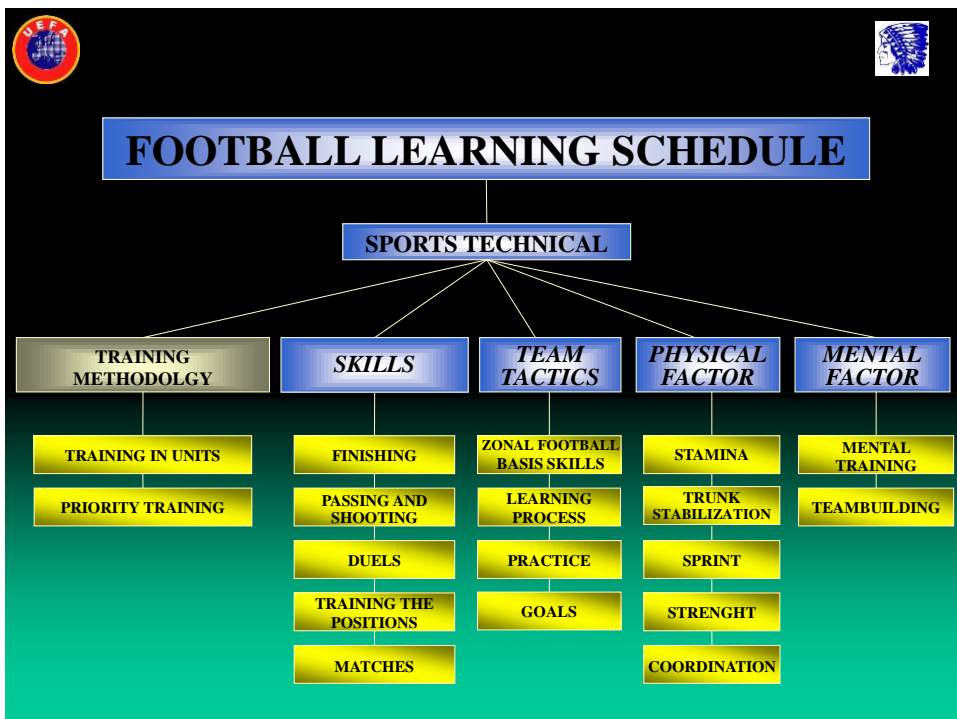 UEFA
FOOTBALL LEARNING SCHEDULE
SPORTS TECHNICAL
TRAINING
METHODOLGY
SKILLS
TEAM
TACTICS
PHYSICAL
FACTOR
MENTAL
FACTOR
TRAINING IN UNITS
PRIORITY TRAINING
FINISHING
PASSING AND
SHOOTING
DUELS
TRAINING THE
POSITIONS
MATCHES
ZONAL FOOTBALL
BASIS SKILLS
LEARNING
PROCESS
PRACTICE
GOALS
STAMINA
TRUNK
STABILIZATION
SPRINT
STRENGHT
COORDINATION
MENTAL
TRAINING
TEAMBUILDING